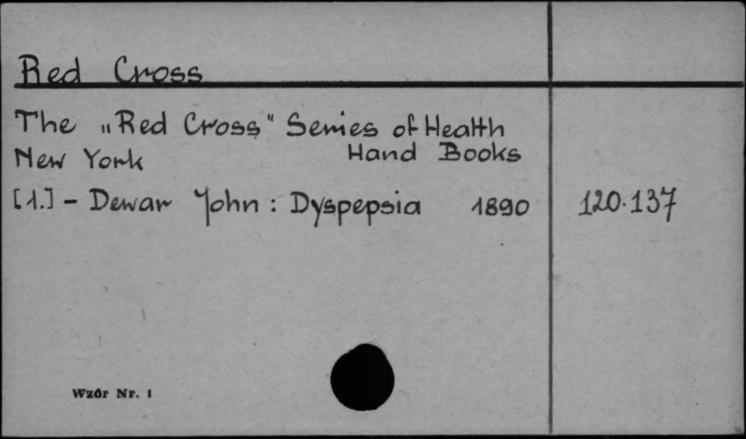 Red Cross
The „Red Cross" Series of Health
New York Hand Books
[1.] - Dewar John : Dyspepsia 1890 120.137
Wzór Nr. 1